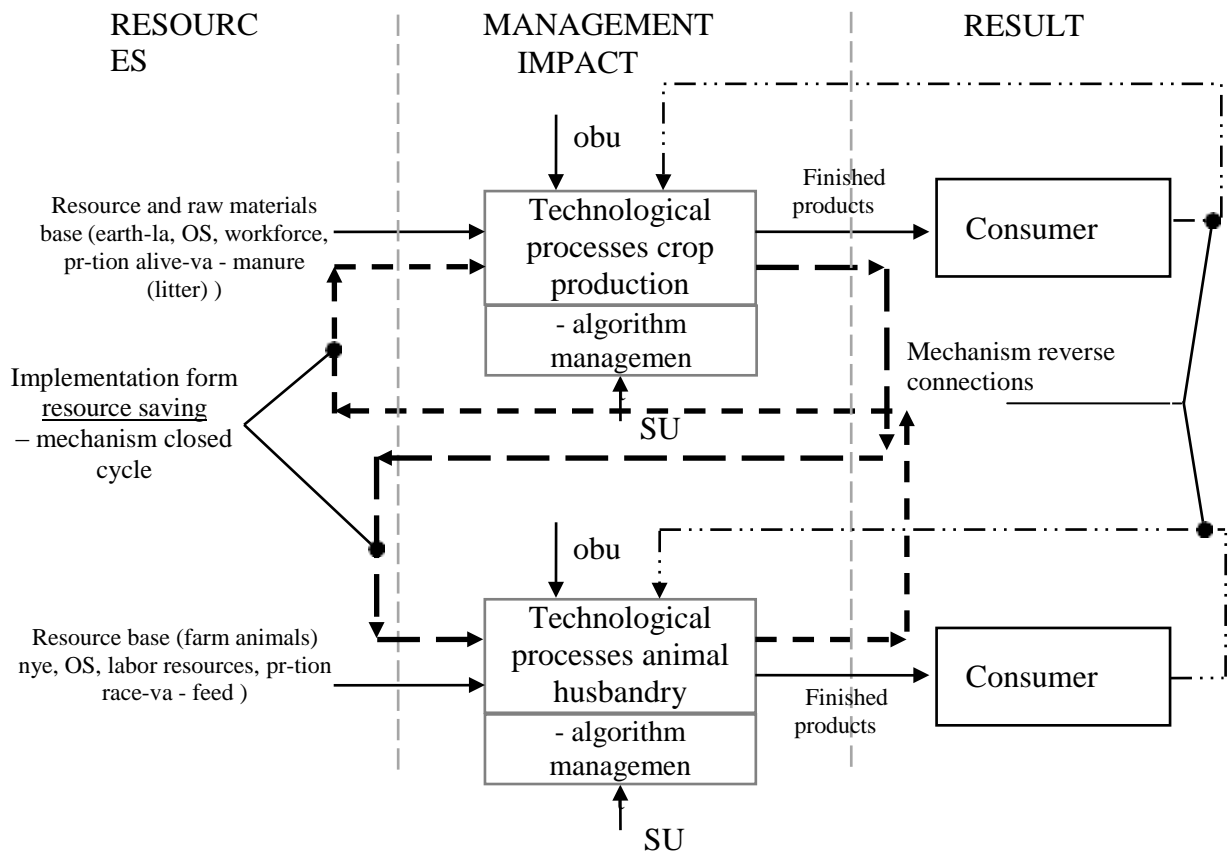 RESOURC
ES
MANAGEMENT
IMPACT
RESULT
obu
Resource and raw materials
base (earth-la, OS, workforce,
pr-tion alive-va - manure
(litter) )
Technological
processes crop
production
- algorithm
managemen
SU
Finished
products
Consumer
Implementation form
resource saving
– mechanism closed
cycle
Mechanism reverse
connections
obu
Resource base (farm animals)
nye, OS, labor resources, pr-tion
race-va - feed )
Technological
processes animal
husbandry
- algorithm
managemen
SU
Finished
products
Consumer